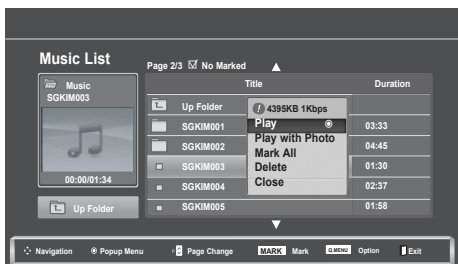 Music List
Page 2/3 No Marked
Music
SGKIM003
00:00/01:34
Up Folder
Title Duration
Up Folder
SGKIM001 03:33
SGKIM002 04:45
SGKIM003 01:30
SGKIM004 02:37
SGKIM005 01:58
4395KB 1Kbps
Play
Play with Photo
Mark All
Delete
Close
Navigation Popup Menu Page Change MARK Mark Q.MENU Option Exit